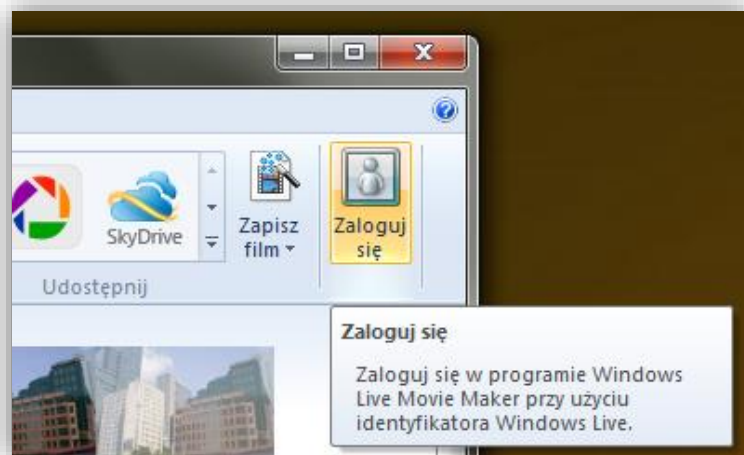 SkyDrive
Zapisz
film
Zaloguj
się
Udostępnij
Zaloguj się
Zaloguj się w programie Windows
Live Movie Maker przy użyciu
identyfikatora Windows Live.